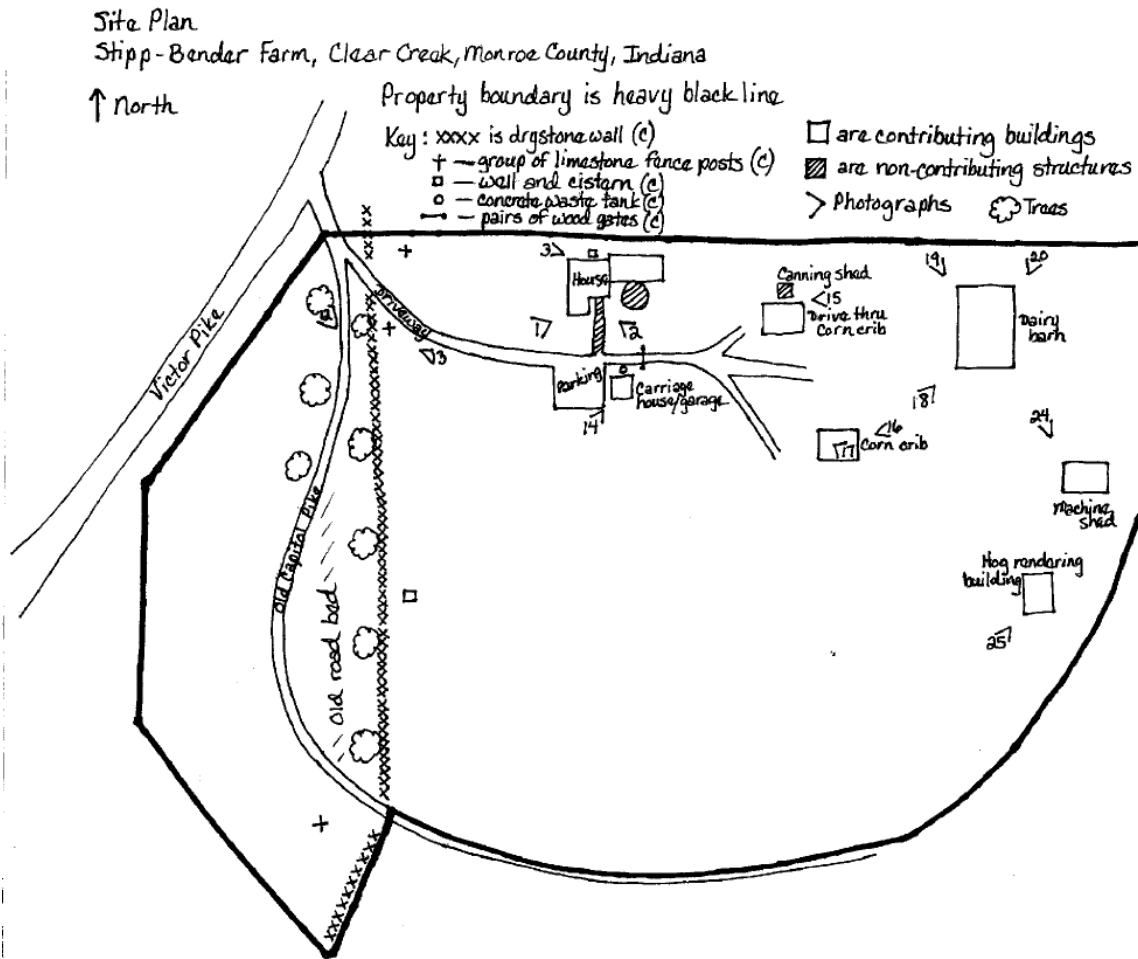 Site Plan
Stipp-Bender Farm, Clear Creek, Monroe County, Indiana
↑ North
Property boundary is heavy black line
Key: xxxx is drystone wall (C)
+ — group of limestone fence posts (C)
□ — well and cistern (C)
o — concrete waste tank (C)
— pairs of wood gates (C)
□ are contributing buildings
are non-contributing structures
> Photographs
Trees
Victor Pike
Driveway
Old Capitol Pike
Old road bed
3
House
1
2
3
Parking
14
Carriage
house/garage
Canning shed
15
Drive thru
Corn crib
16
17
Corn crib
18
19
20
Dairy
barn
24
Machine
shed
Hog rendering
building
25